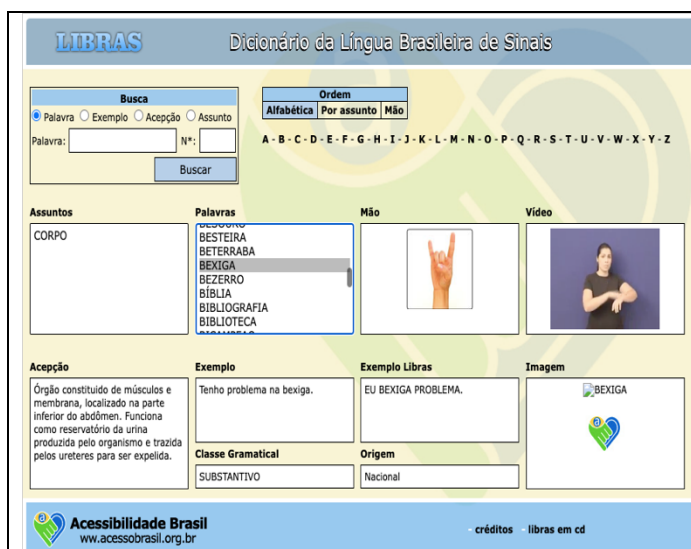 LIBRAS
Dicionário da Língua Brasileira de Sinais
Busca
Palavra Exemplo Acepção Assunto
Palavra: N*:
Buscar
Ordem
Alfabética Por assunto Mão
A - B - C - D - E - F - G - H - I - J - K - L - M - N - O - P - Q - R - S - T - U - V - W - X - Y - Z
Assuntos
CORPO
Palavras
BESOURO
BESTEIRA
BETERRABA
BEXIGA
BEZERRO
BÍBLIA
BIBLIOGRAFIA
BIBLIOTECA
Mão
Vídeo
Acepção
Órgão constituido de músculos e
membrana, localizado na parte
inferior do abdômen. Funciona
como reservatório da urina
produzida pelo organismo e trazida
pelos ureteres para ser expelida.
Exemplo
Tenho problema na bexiga.
Exemplo Libras
EU BEXIGA PROBLEMA.
Imagem
BEXIGA
Classe Gramatical
SUBSTANTIVO
Origem
Nacional
Acessibilidade Brasil
www.acessobrasil.org.br
- créditos - libras em cd